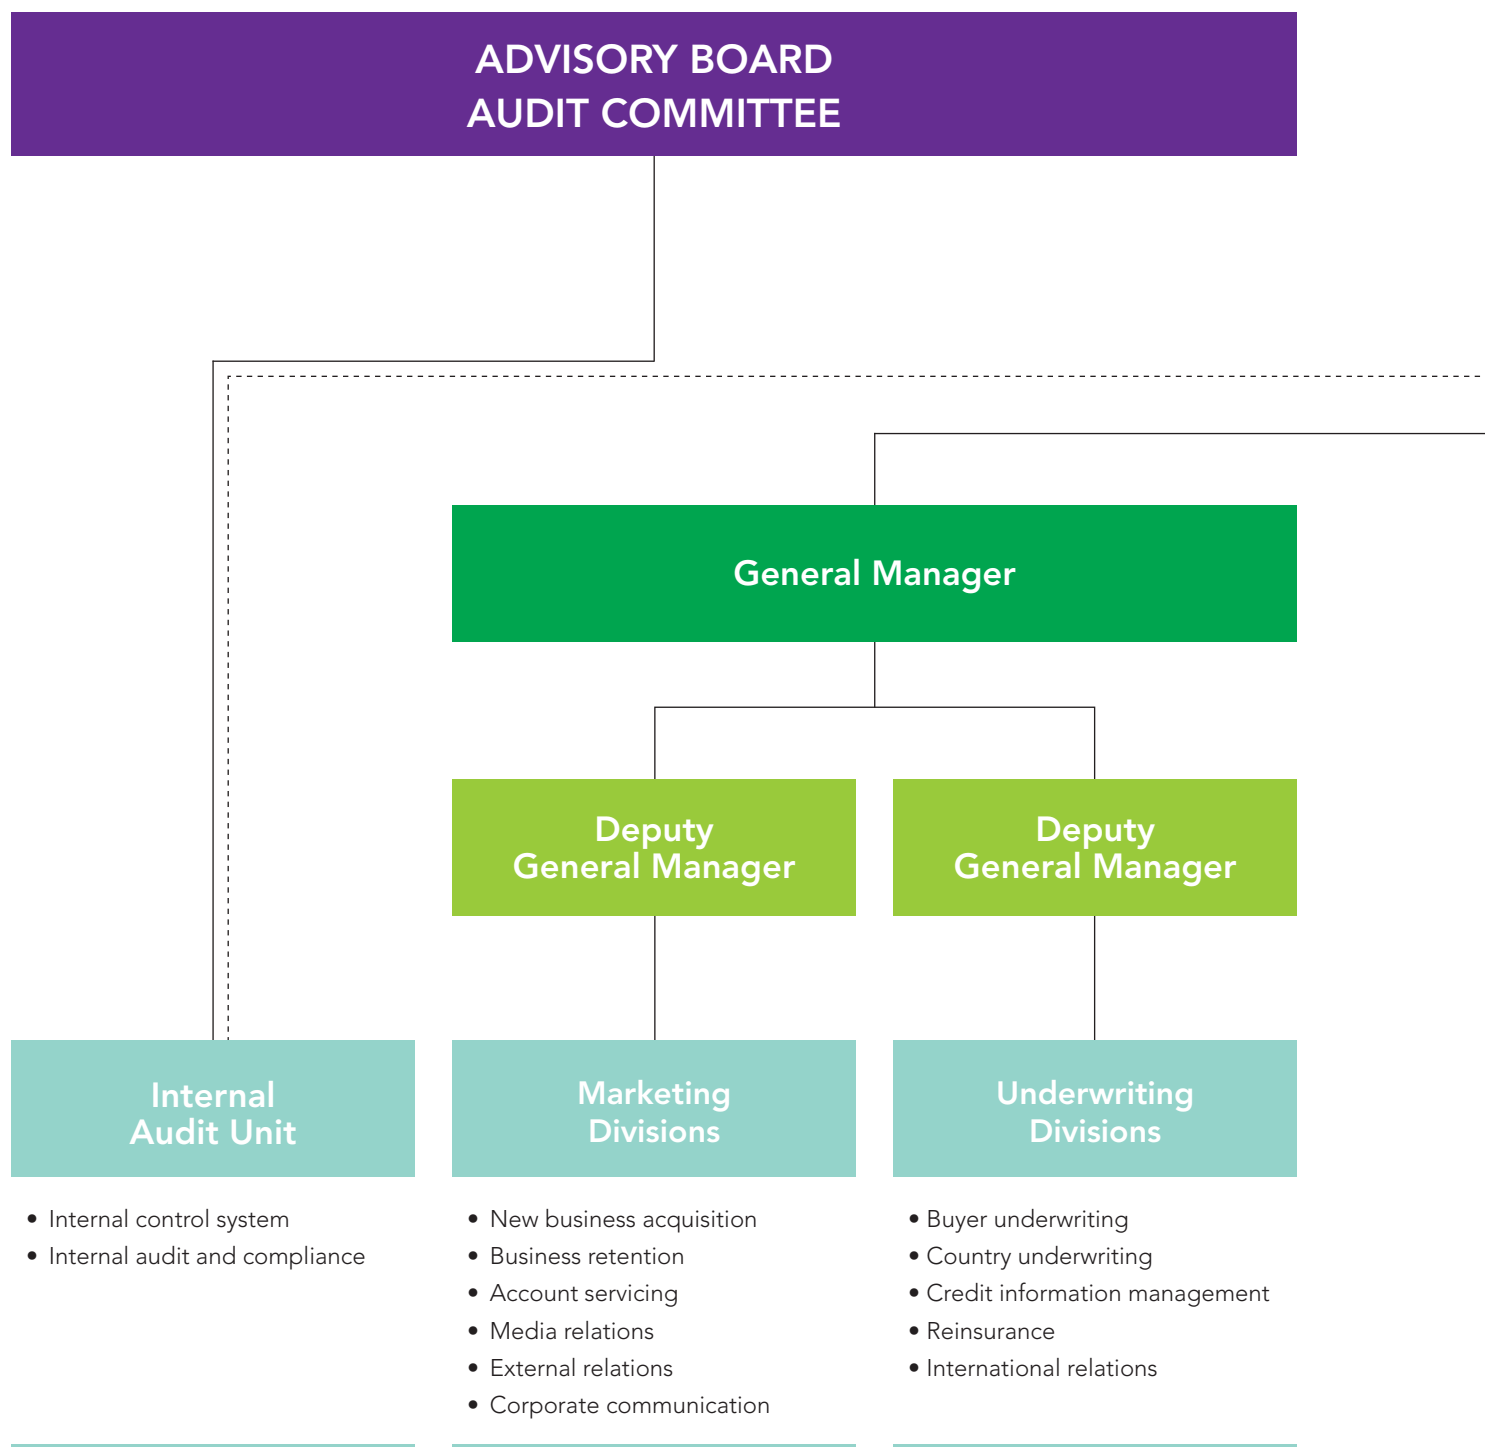 ADVISORY BOARD
AUDIT COMMITTEE
General Manager
Deputy
General Manager
Deputy
General Manager
Internal
Audit Unit
• Internal control system
• Internal audit and compliance
Marketing
Divisions
• New business acquisition
• Business retention
• Account servicing
• Media relations
• External relations
• Corporate communication
Underwriting
Divisions
• Buyer underwriting
• Country underwriting
• Credit information management
• Reinsurance
• International relations